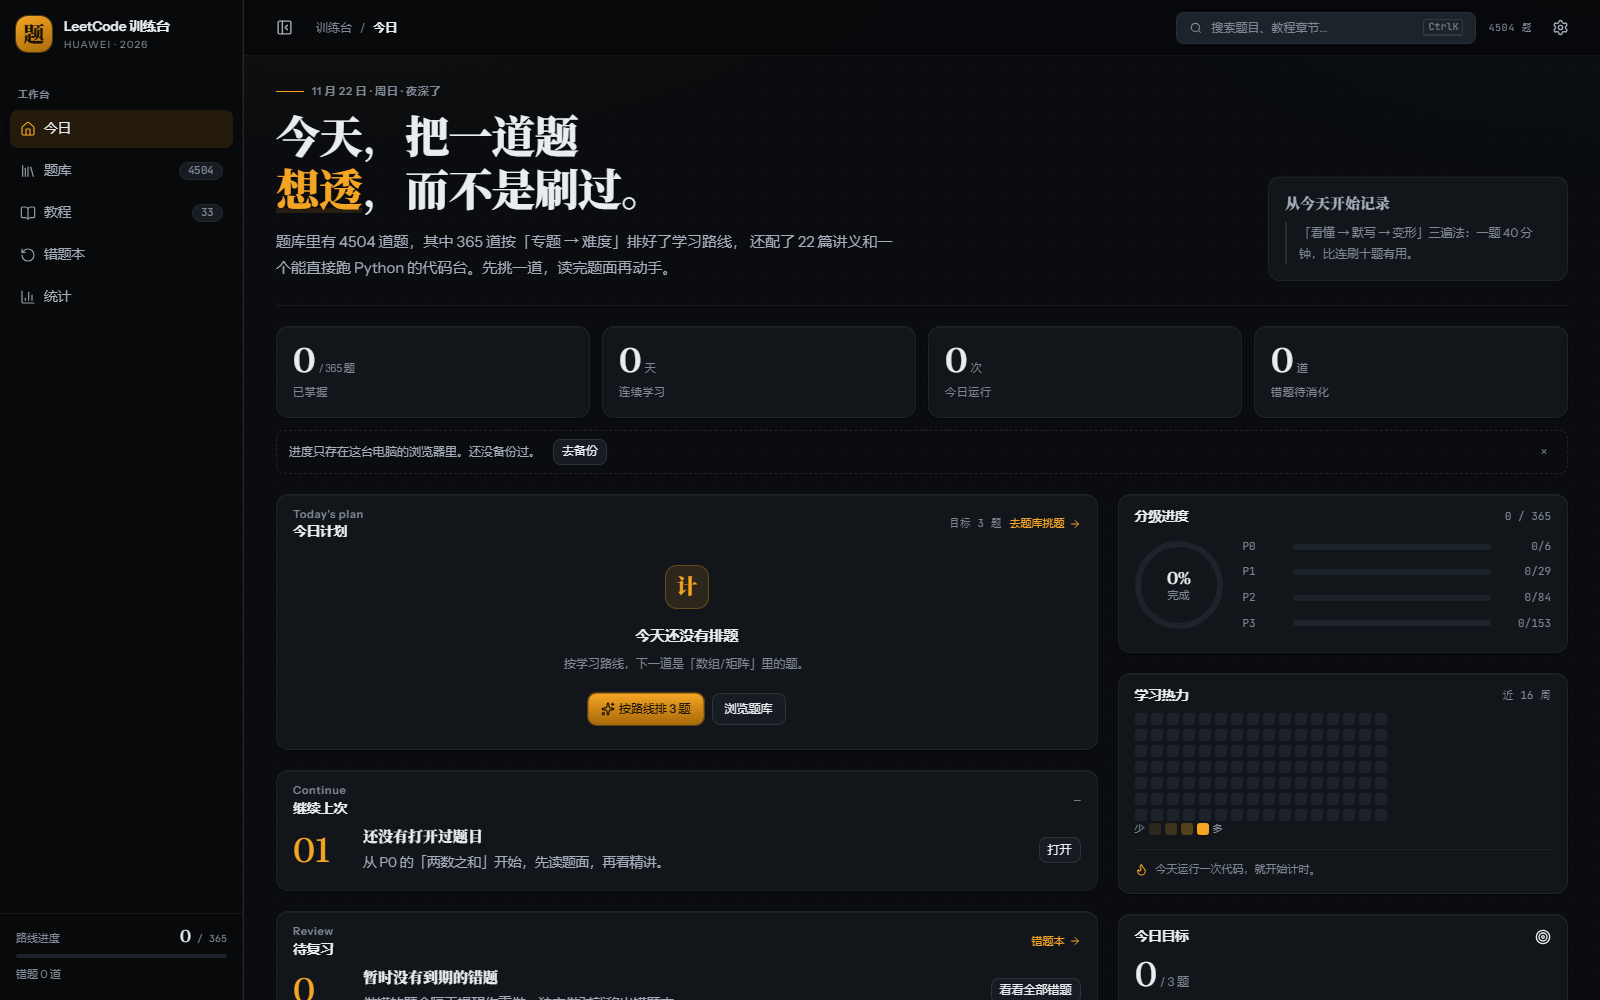 题
LeetCode 训练台
HUAWEI · 2026
工作台
今日
题库
4504
教程
33
错题本
统计
路线进度
0 / 365
错题 0 道
训练台 / 今日
搜索题目、教程章节...
CtrlK
4504 题
11 月 22 日 · 周日 · 夜深了
今天，把一道题
想透，而不是刷过。
题库里有 4504 道题，其中 365 道按「专题 → 难度」排好了学习路线， 还配了 22 篇讲义和一
个能直接跑 Python 的代码台。先挑一道，读完题面再动手。
从今天开始记录
「看懂 → 默写 → 变形」三遍法：一题 40 分
钟，比连刷十题有用。
0 / 365 题
已掌握
0 天
连续学习
0 次
今日运行
0 道
错题待消化
进度只存在这台电脑的浏览器里。还没备份过。
去备份
×
Today's plan
今日计划
目标 3 题
去题库挑题 →
计
今天还没有排题
按学习路线，下一道是「数组/矩阵」里的题。
按路线排 3 题
浏览题库
Continue
继续上次
—
01
还没有打开过题目
从 P0 的「两数之和」开始，先读题面，再看精讲。
打开
Review
待复习
错题本 →
0
暂时没有到期的错题
看看全部错题
分级进度
0 / 365
0%
完成
P0
0/6
P1
0/29
P2
0/84
P3
0/153
学习热力
近 16 周
少
多
今天运行一次代码，就开始计时。
今日目标
0 / 3 题